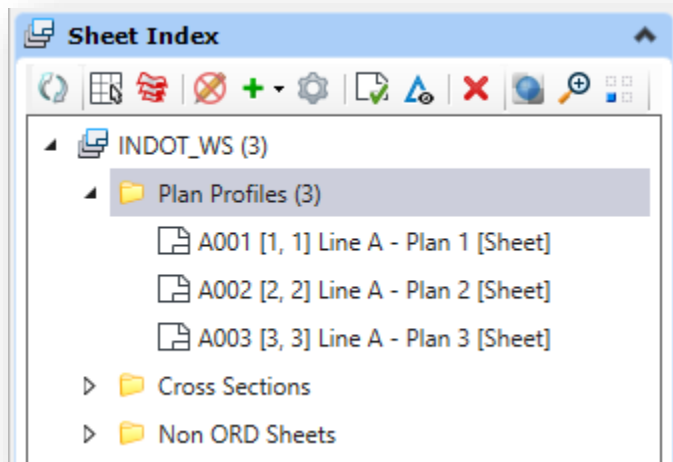 Sheet Index
INDOT_WS (3)
Plan Profiles (3)
A001 [1, 1] Line A - Plan 1 [Sheet]
A002 [2, 2] Line A - Plan 2 [Sheet]
A003 [3, 3] Line A - Plan 3 [Sheet]
Cross Sections
Non ORD Sheets